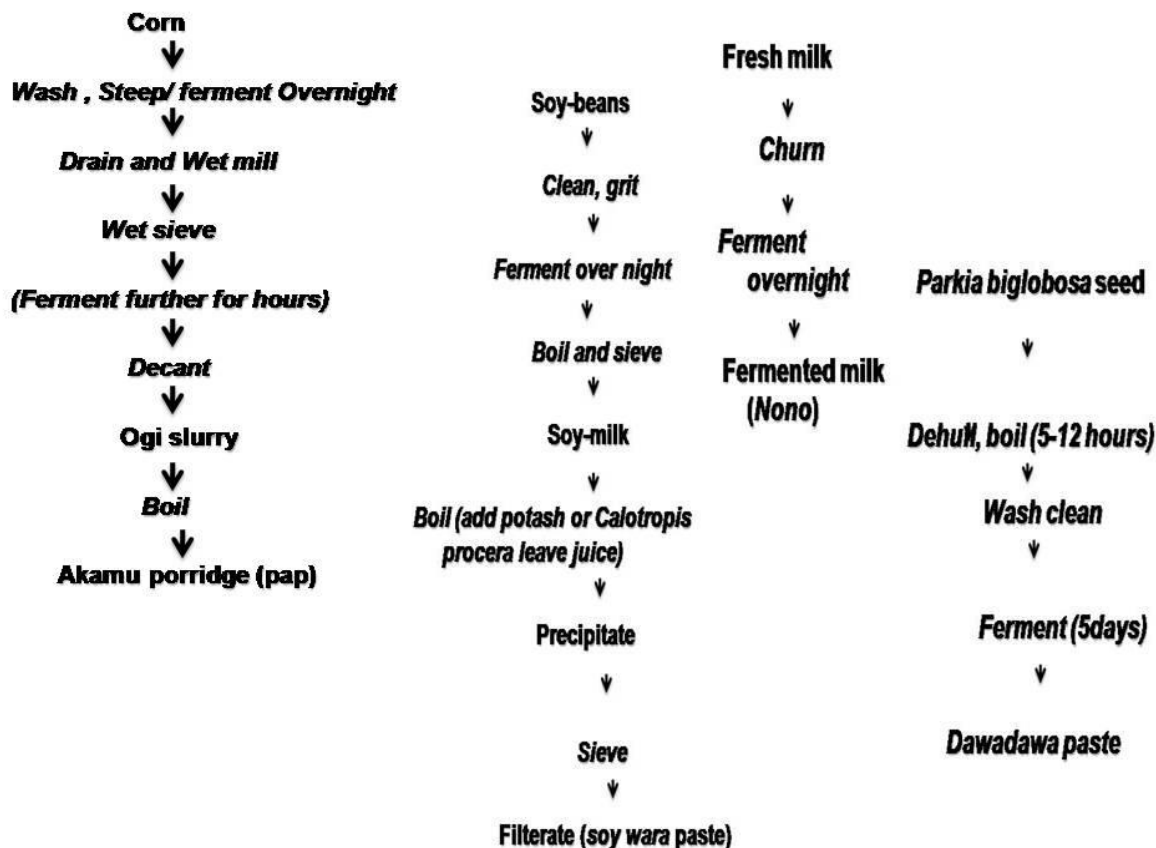 Corn
Wash , Steep/ ferment Overnight
Drain and Wet mill
Wet sieve
(Ferment further for hours)
Decant
Ogi slurry
Boil
Akamu porridge (pap)
Soy-beans
Clean, grit
Ferment over night
Boil and sieve
Soy-milk
Boil (add potash or Calotropis
procera leave juice)
Precipitate
Sieve
Filterate (soy wara paste)
Fresh milk
Churn
Ferment
overnight
Fermented milk
(Nono)
Parkia biglobosa seed
Dehull, boil (5-12 hours)
Wash clean
Ferment (5days)
Dawadawa paste